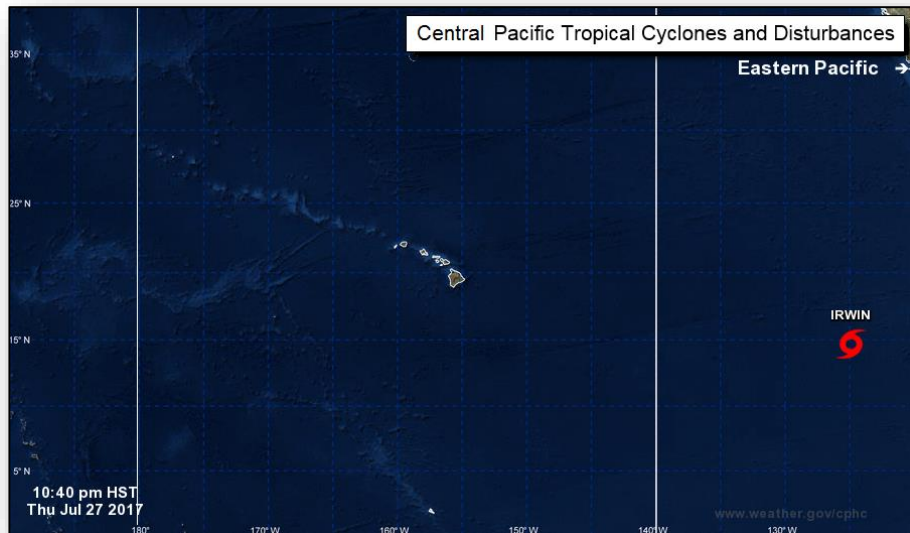 Central Pacific Tropical Cyclones and Disturbances
35° N
Eastern Pacific →
25° N
IRWIN
15° N
5° N
10:40 pm HST
Thu Jul 27 2017
www.weather.gov/cphc
180° 170° W 160° W 150° W 140° W 130° W